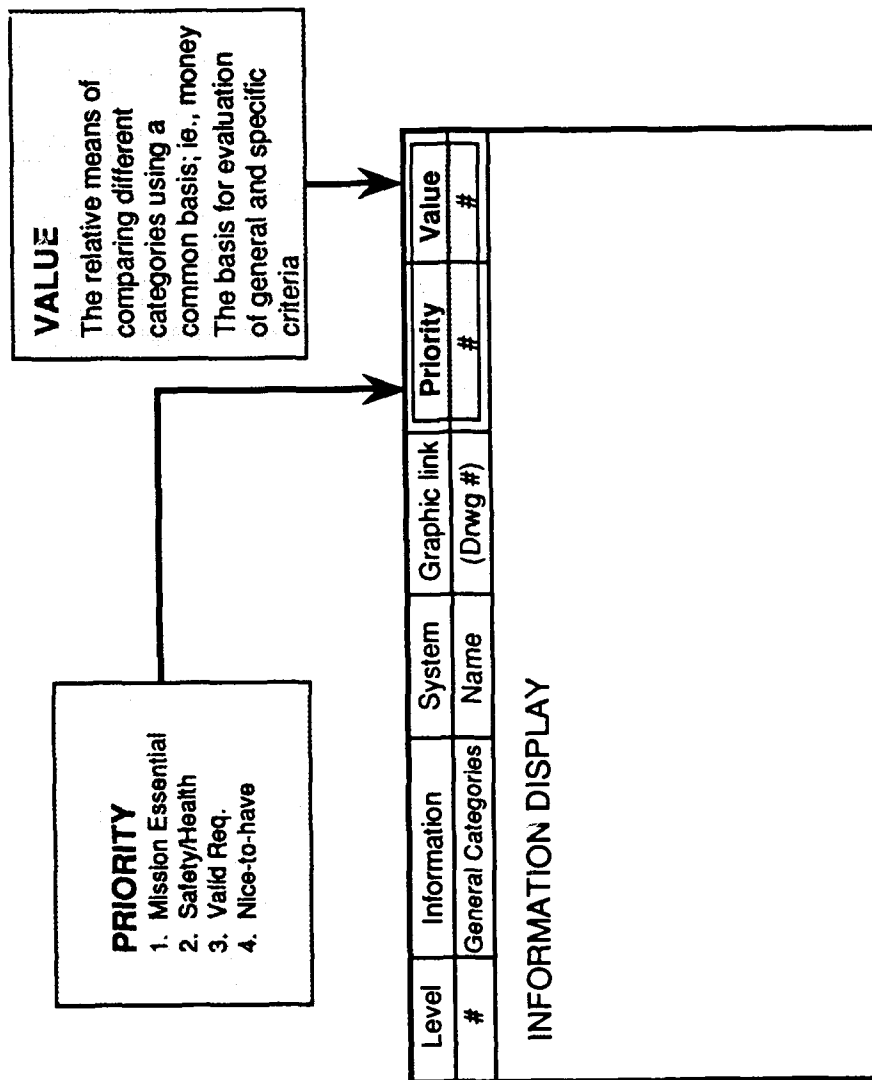 VALUE
The relative means of
comparing different
categories using a
common basis; ie., money
The basis for evaluation
of general and specific
criteria
PRIORITY
1. Mission Essential
2. Safety/Health
3. Valid Req.
4. Nice-to-have
Level Information System Graphic link Priority Value
# General Categories Name (Drwg #) # #
INFORMATION DISPLAY